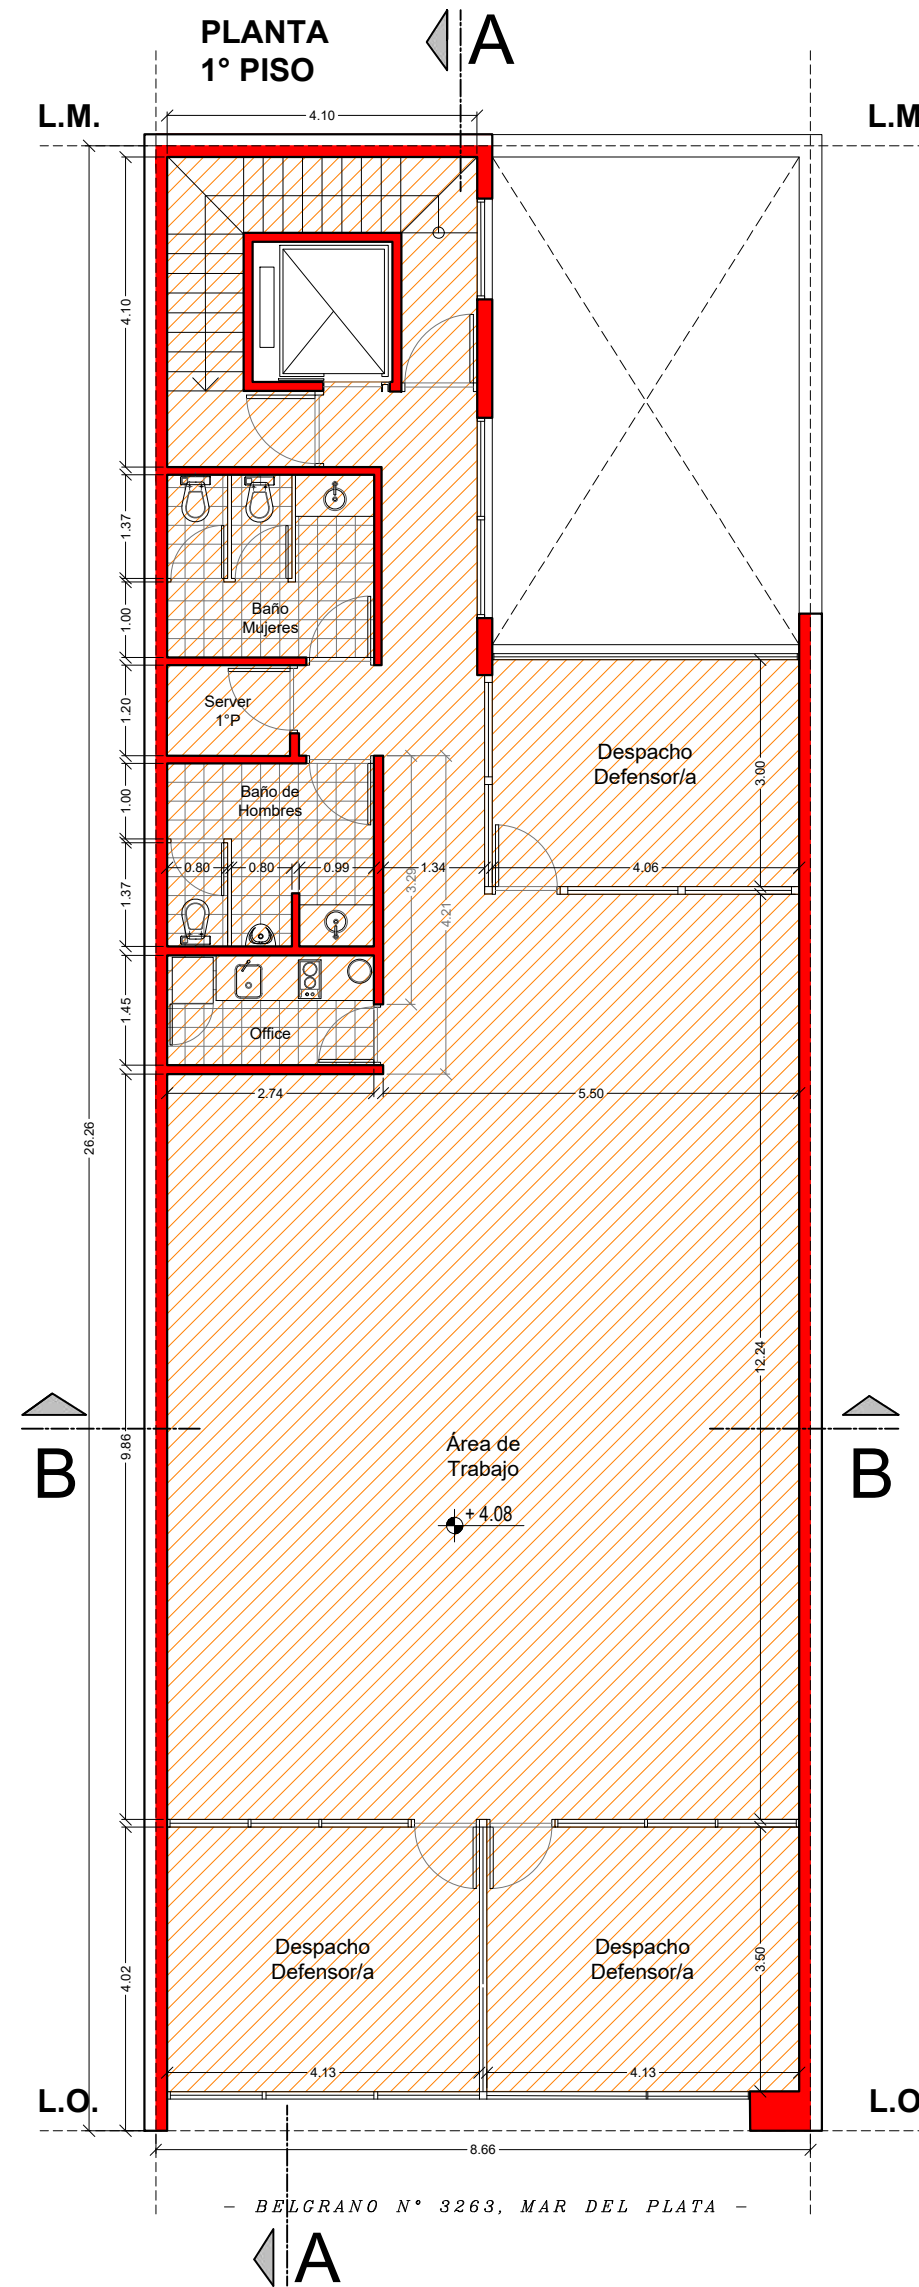 PLANTA
1° PISO
A
L.M.
L.M
4.10
4.10
1.37
Baño
Mujeres
1.00
Server
1°P
1.20
Despacho
Defensor/a
3.00
Baño de
Hombres
1.00
0.80
0.80
0.99
1.34
4.06
3.29
1.37
4.21
1.45
Office
2.74
5.50
26.26
12.24
9.86
B
B
Área de
Trabajo
+ 4.08
Despacho
Defensor/a
Despacho
Defensor/a
4.02
3.50
4.13
4.13
L.O.
L.O
8.66
– BELGRANO N° 3263, MAR DEL PLATA –
A